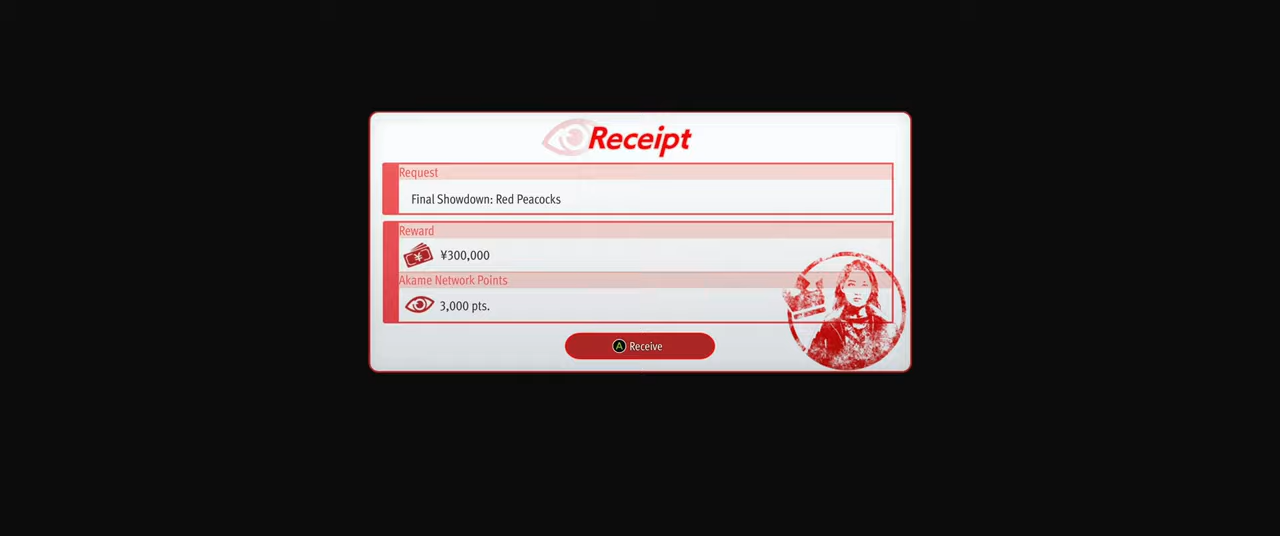 Receipt
Request
Final Showdown: Red Peacocks
Reward
¥300,000
Akame Network Points
3,000 pts.
A Receive